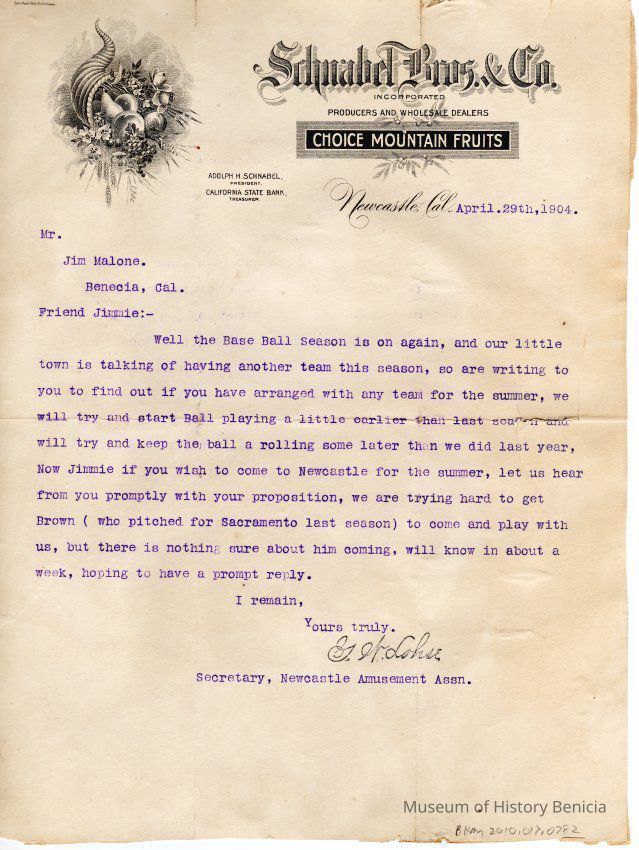 Schnabel Bros. & Co.
INCORPORATED
PRODUCERS AND WHOLESALE DEALERS
CHOICE MOUNTAIN FRUITS
ADOLPH H. SCHNABEL,
PRESIDENT.
CALIFORNIA STATE BANK,
TREASURER.
Newcastle, Cal. April.29th,1904.
Mr.
Jim Malone.
Benecia, Cal.
Friend Jimmie:-
Well the Base Ball Season is on again, and our little
town is talking of having another team this season, so are writing to
you to find out if you have arranged with any team for the summer, we
will try and start Ball playing a little earlier than last season and
will try and keep the ball a rolling some later than we did last year,
Now Jimmie if you wish to come to Newcastle for the summer, let us hear
from you promptly with your proposition, we are trying hard to get
Brown ( who pitched for Sacramento last season) to come and play with
us, but there is nothing sure about him coming, will know in about a
week, hoping to have a prompt reply.
I remain,
Yours truly.
W. Lohse
Secretary, Newcastle Amusement Assn.
Museum of History Benicia
2010.017.0782